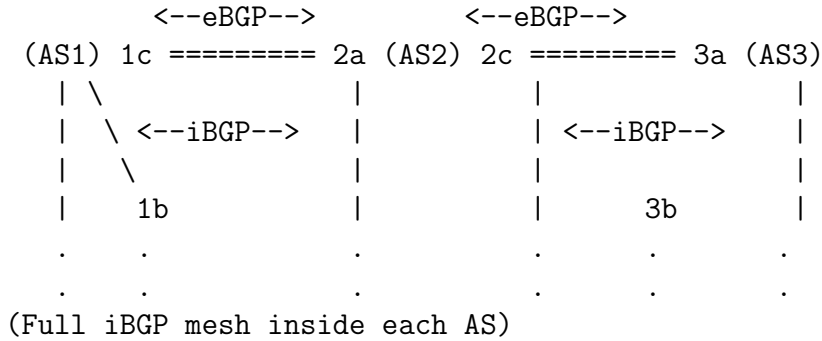 <--eBGP-->          <--eBGP-->
(AS1) 1c ========= 2a (AS2) 2c ========= 3a (AS3)
| \              |          |              |
|  \ <--iBGP-->  |          | <--iBGP-->   |
|   \            |          |              |
|    1b          |          |       3b     |
.    .           .          .       .      .
.    .           .          .       .      .
(Full iBGP mesh inside each AS)